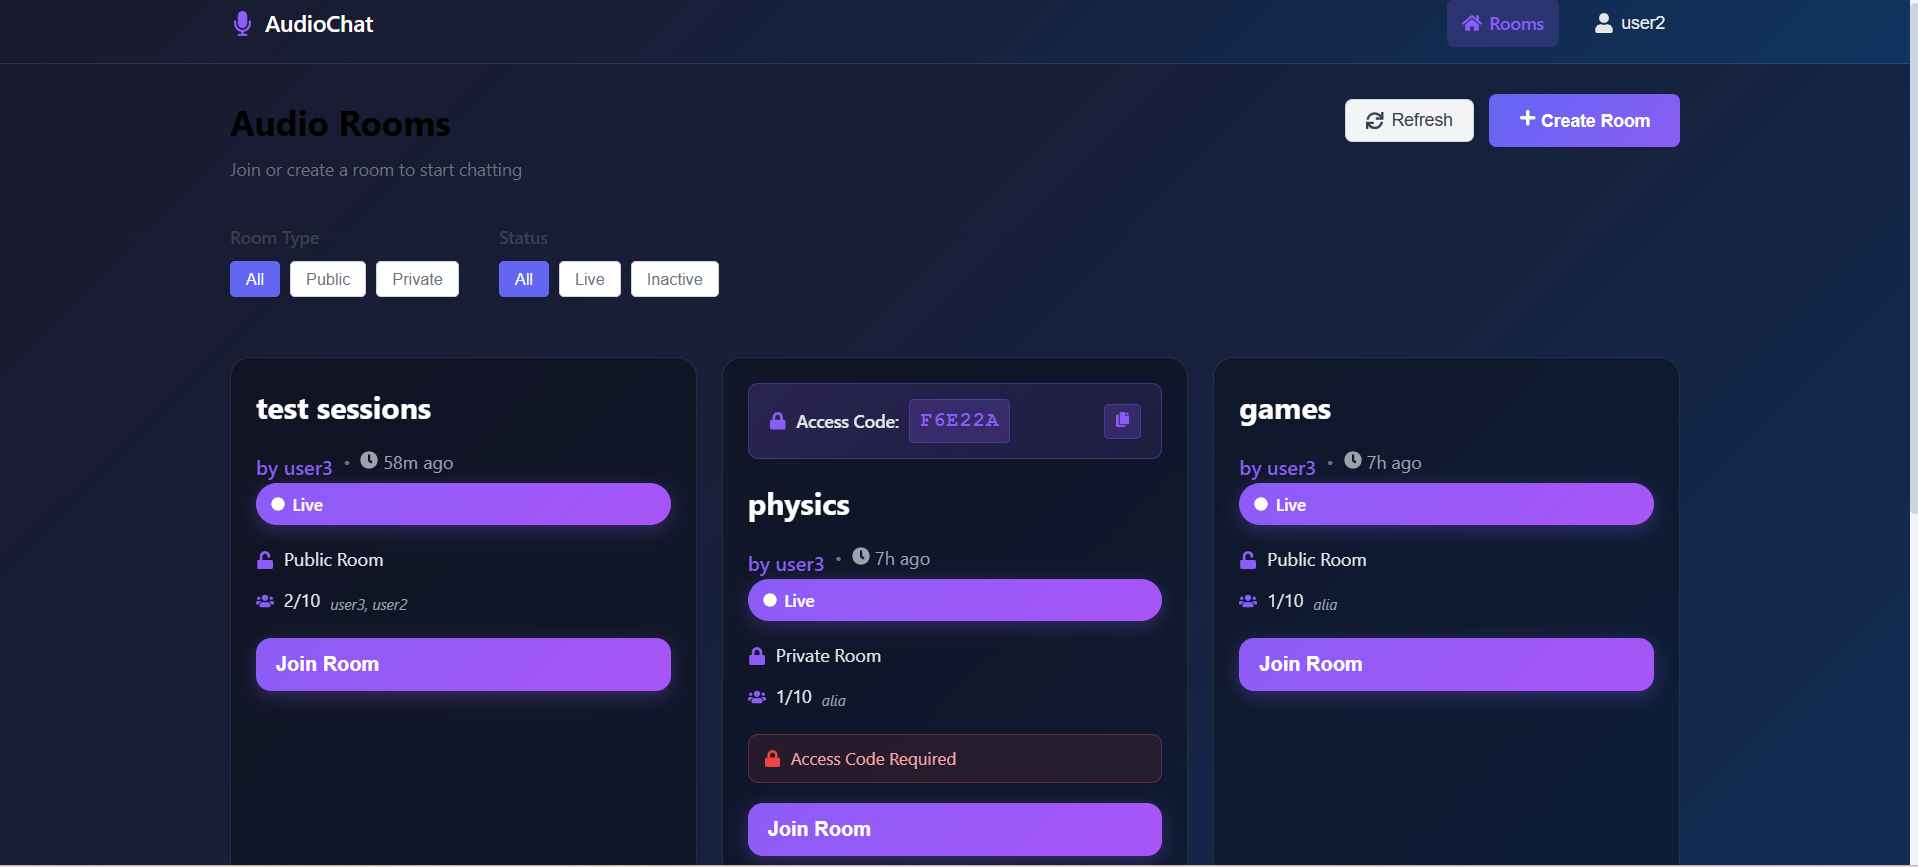 AudioChat
Rooms
user2
Audio Rooms
Join or create a room to start chatting
Refresh
Create Room
Room Type
All
Public
Private
Status
All
Live
Inactive
test sessions
by user3 • 58m ago
Live
Public Room
2/10 user3, user2
Join Room
Access Code: F6E22A
physics
by user3 • 7h ago
Live
Private Room
1/10 alia
Access Code Required
Join Room
games
by user3 • 7h ago
Live
Public Room
1/10 alia
Join Room